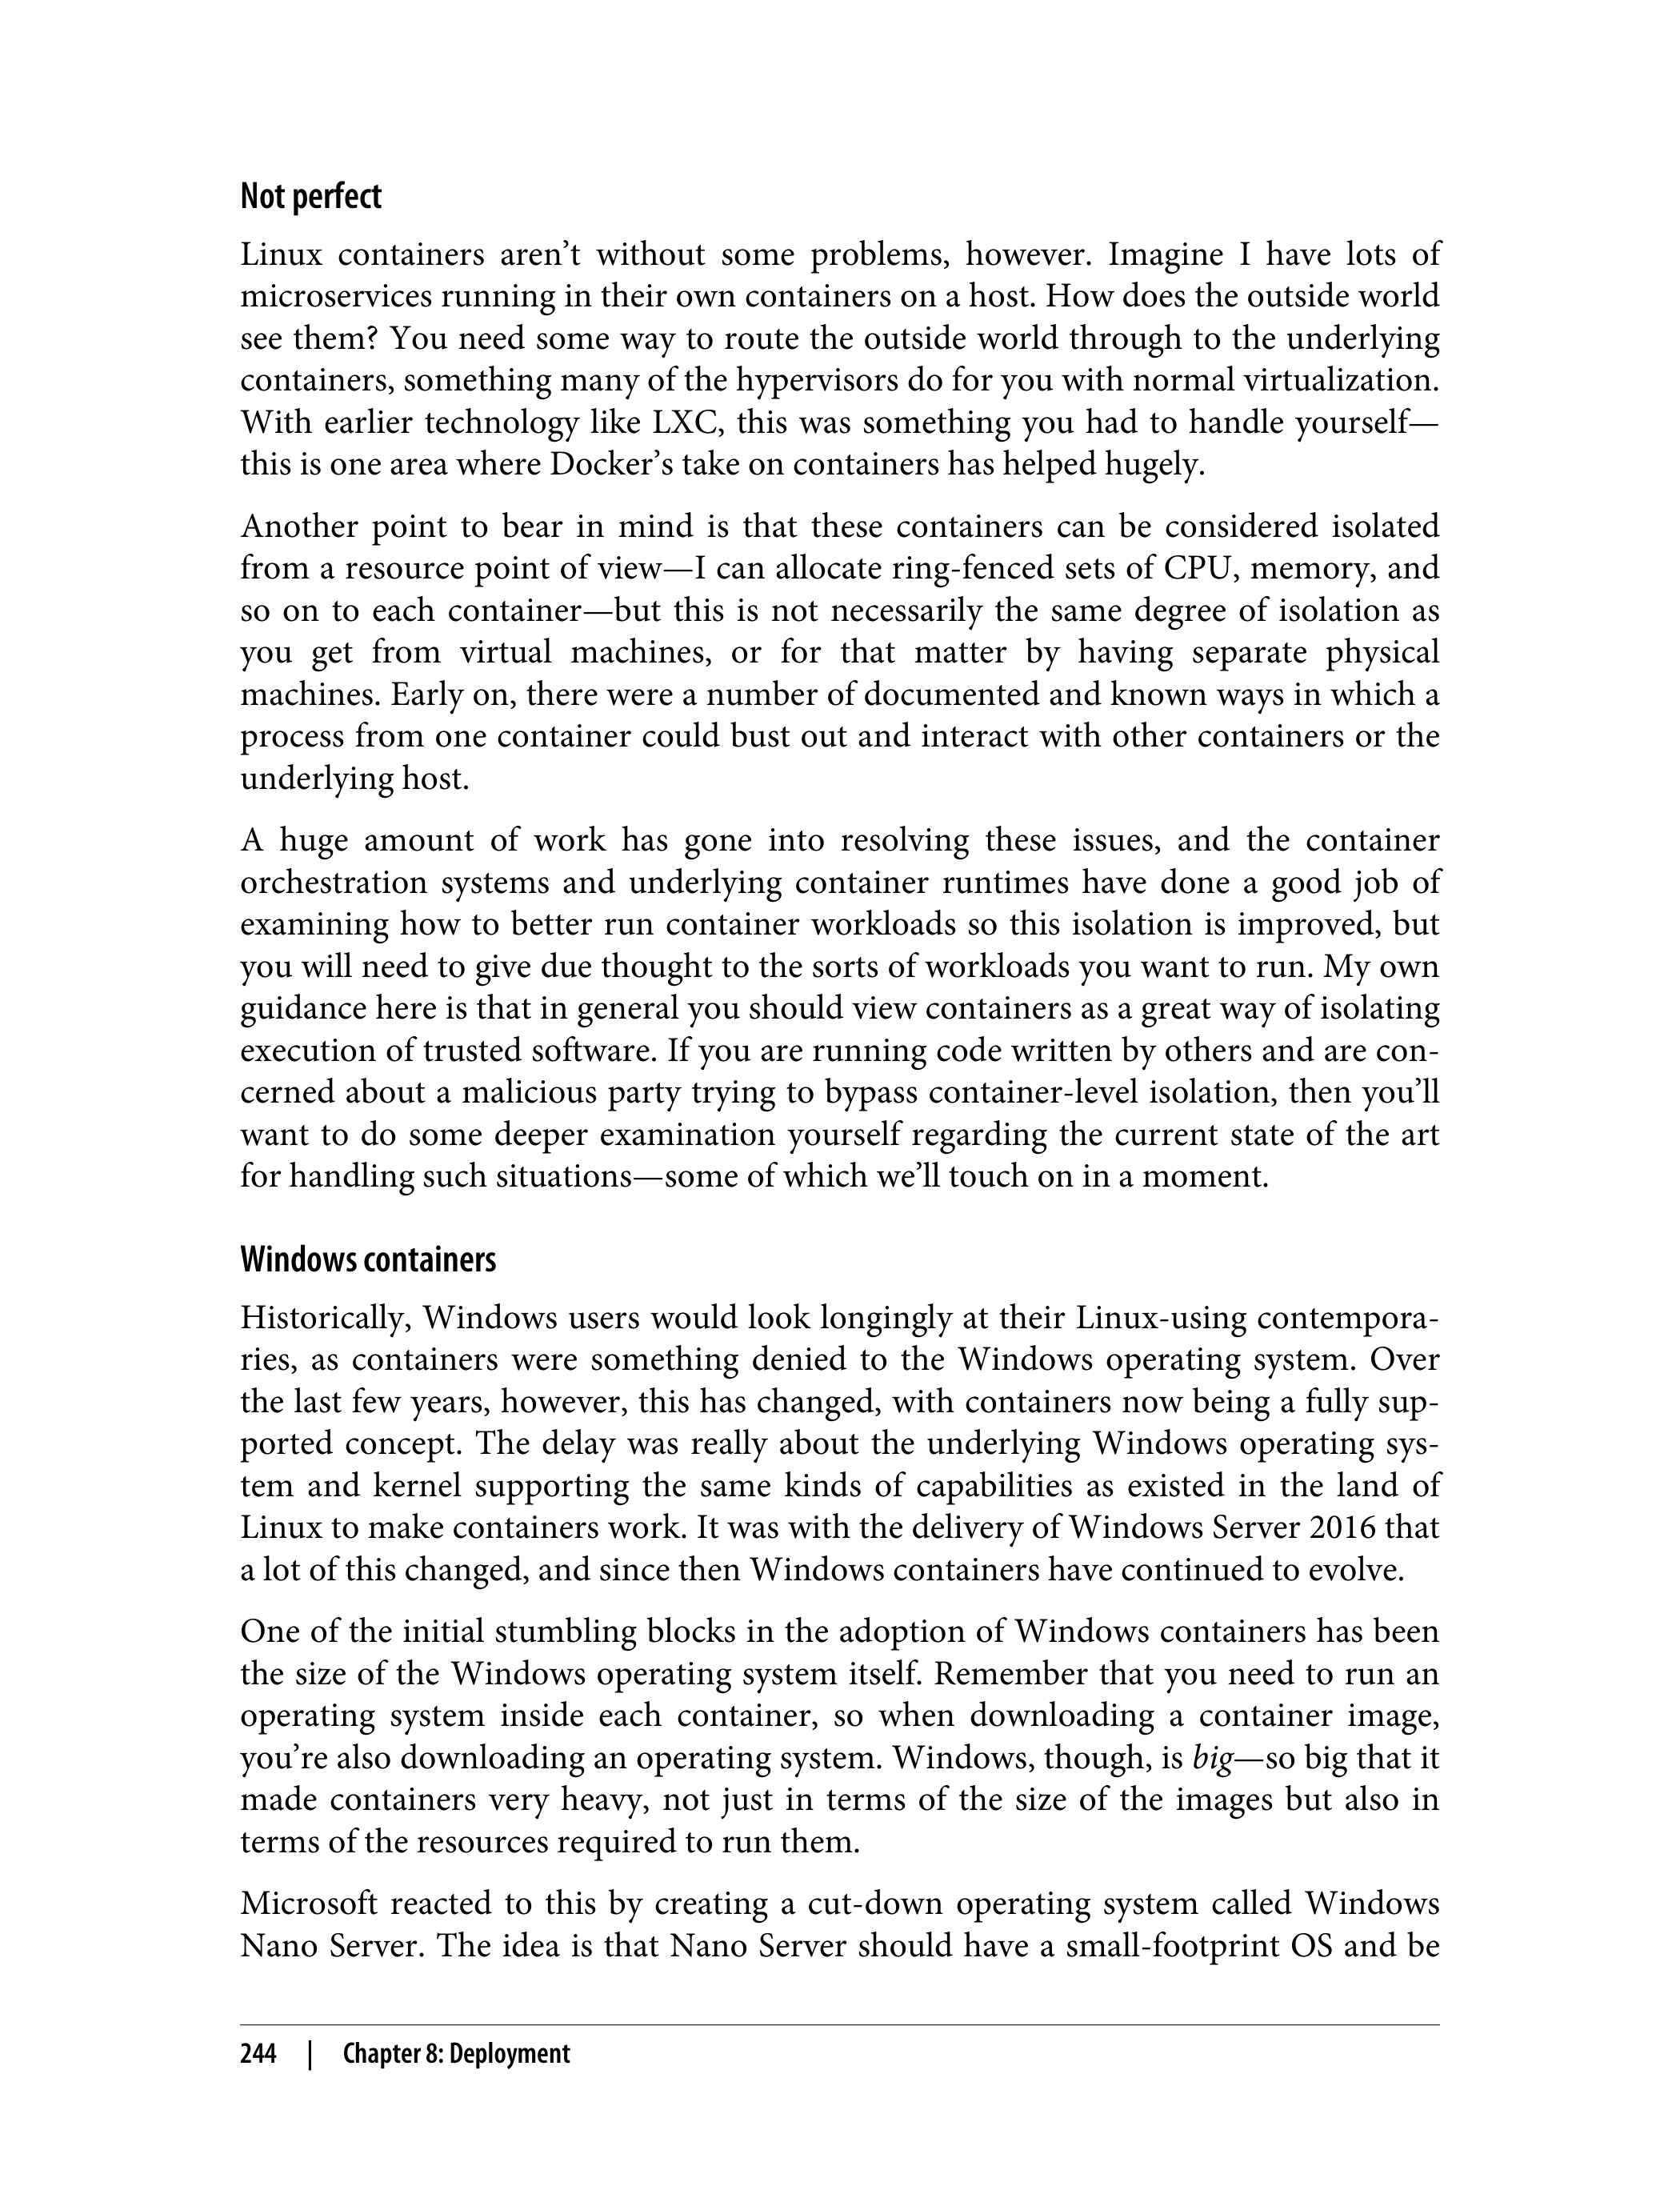 Not perfect
Linux containers aren’t without some problems, however. Imagine I have lots of
microservices running in their own containers on a host. How does the outside world
see them? You need some way to route the outside world through to the underlying
containers, something many of the hypervisors do for you with normal virtualization.
With earlier technology like LXC, this was something you had to handle yourself—
this is one area where Docker’s take on containers has helped hugely.
Another point to bear in mind is that these containers can be considered isolated
from a resource point of view—I can allocate ring-fenced sets of CPU, memory, and
so on to each container—but this is not necessarily the same degree of isolation as
you get from virtual machines, or for that matter by having separate physical
machines. Early on, there were a number of documented and known ways in which a
process from one container could bust out and interact with other containers or the
underlying host.
A huge amount of work has gone into resolving these issues, and the container
orchestration systems and underlying container runtimes have done a good job of
examining how to better run container workloads so this isolation is improved, but
you will need to give due thought to the sorts of workloads you want to run. My own
guidance here is that in general you should view containers as a great way of isolating
execution of trusted software. If you are running code written by others and are con-
cerned about a malicious party trying to bypass container-level isolation, then you’ll
want to do some deeper examination yourself regarding the current state of the art
for handling such situations—some of which we’ll touch on in a moment.
Windows containers
Historically, Windows users would look longingly at their Linux-using contempora-
ries, as containers were something denied to the Windows operating system. Over
the last few years, however, this has changed, with containers now being a fully sup-
ported concept. The delay was really about the underlying Windows operating sys-
tem and kernel supporting the same kinds of capabilities as existed in the land of
Linux to make containers work. It was with the delivery of Windows Server 2016 that
a lot of this changed, and since then Windows containers have continued to evolve.
One of the initial stumbling blocks in the adoption of Windows containers has been
the size of the Windows operating system itself. Remember that you need to run an
operating system inside each container, so when downloading a container image,
you’re also downloading an operating system. Windows, though, is big—so big that it
made containers very heavy, not just in terms of the size of the images but also in
terms of the resources required to run them.
Microsoft reacted to this by creating a cut-down operating system called Windows
Nano Server. The idea is that Nano Server should have a small-footprint OS and be
244 | Chapter 8: Deployment